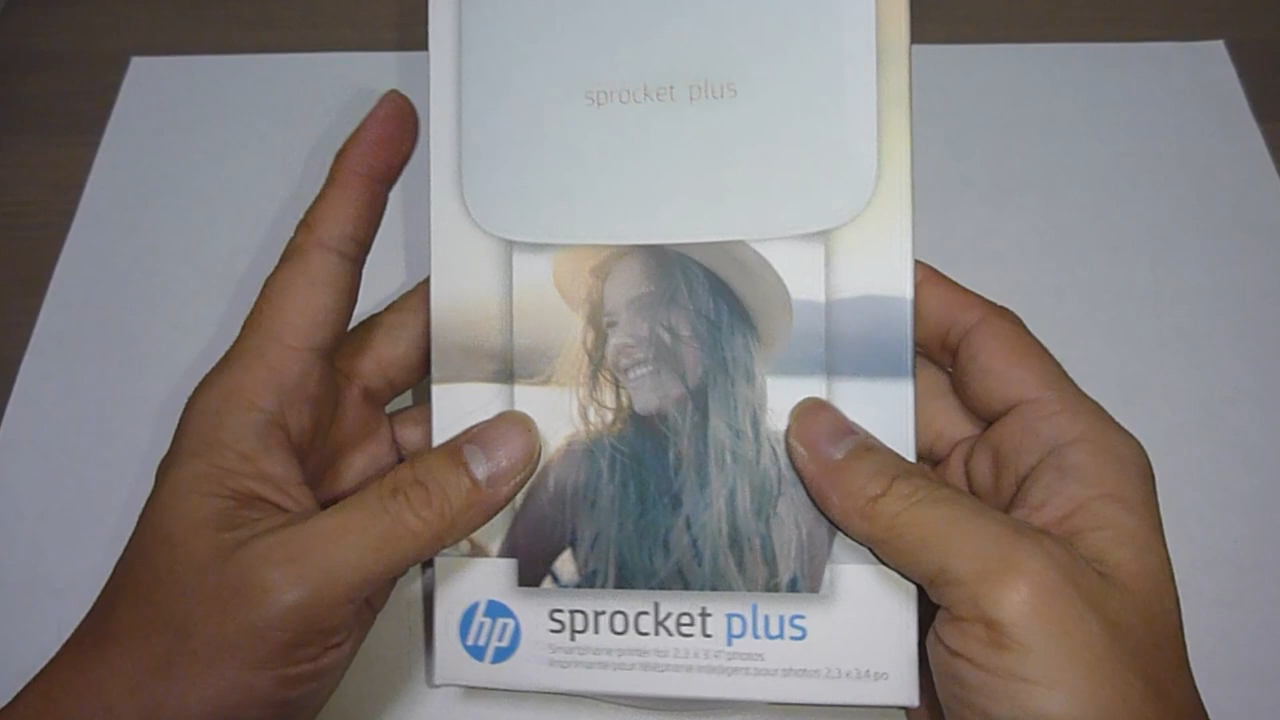 sprocket plus
hp
sprocket plus
Smartphone printer for 2.3 x 3.4" photos
Imprimante pour téléphone intelligent pour photos 2,3 x 3,4 po